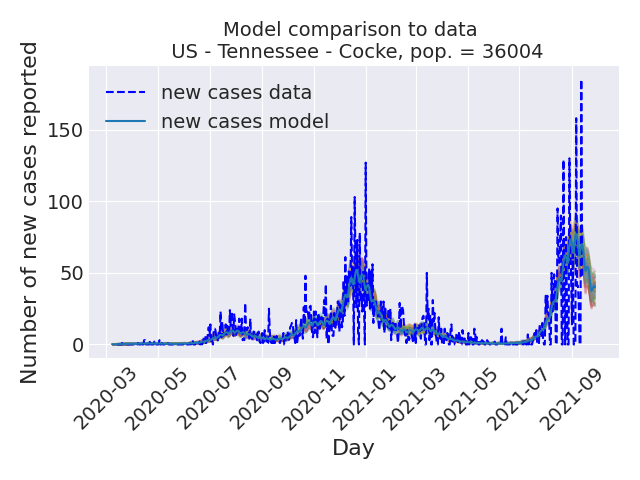 Model comparison to data
US - Tennessee - Cocke, pop. = 36004
new cases data
new cases model
Number of new cases reported
150
100
50
0
2020-03
2020-05
2020-07
2020-09
2020-11
2021-01
2021-03
2021-05
2021-07
2021-09
Day